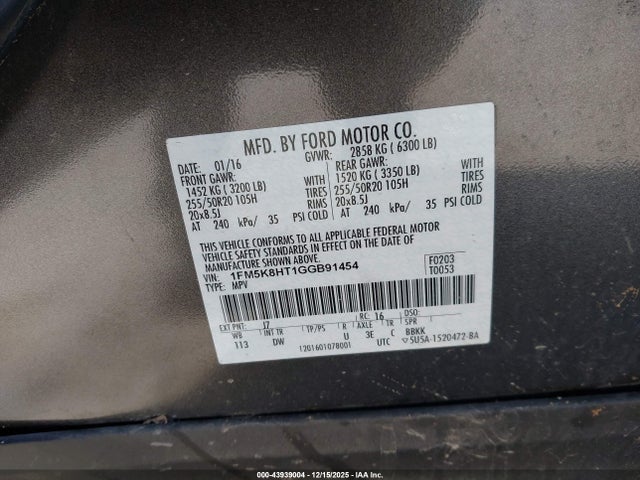 MFD. BY FORD MOTOR CO.
DATE: 01/16 GVWR: 2858 KG ( 6300 LB)
FRONT GAWR: REAR GAWR:
1452 KG ( 3200 LB) WITH 1520 KG ( 3350 LB) WITH
255/50R20 105H TIRES 255/50R20 105H TIRES
20x8.5J RIMS 20x8.5J RIMS
AT 240 kPa/ 35 PSI COLD AT 240 kPa/ 35 PSI COLD
THIS VEHICLE CONFORMS TO ALL APPLICABLE FEDERAL MOTOR
VEHICLE SAFETY STANDARDS IN EFFECT ON THE DATE OF
MANUFACTURE SHOWN ABOVE.
VIN: 1FM5K8HT1GGB91454 F0203
TYPE: MPV T0053
EXT PNT: 17 RC: 16 DSO:
WB INT TR TP/PS R AXLE TR SPR
113 DW U 3E C BBKK
1201601078001 UTC 5U5A-1520472-BA
000-43939004 - 12/15/2025 - IAA